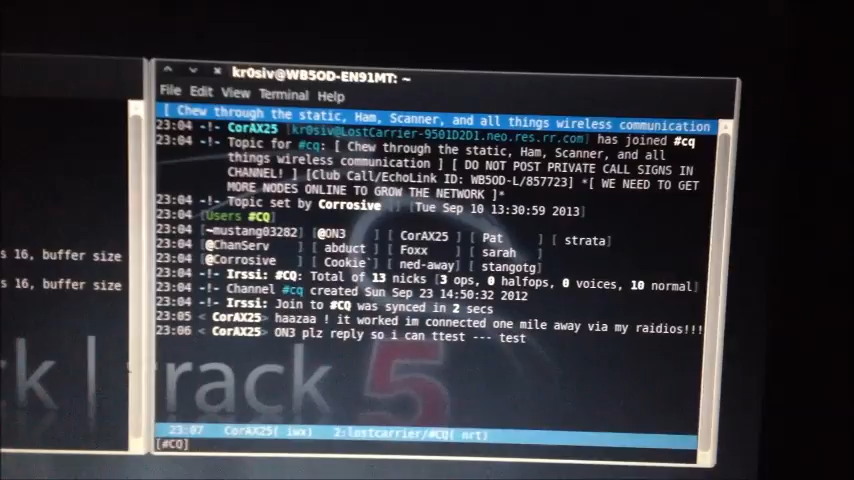 kr0siv@WB5OD-EN91MT: ~
File Edit View Terminal Help
[ Chew through the static, Ham, Scanner, and all things wireless communication
23:04 -!- CorAX25 [kr0siv@LostCarrier-9501D2D1.neo.res.rr.com] has joined #cq
23:04 -!- Topic for #cq: [ Chew through the static, Ham, Scanner, and all
things wireless communication ] [ DO NOT POST PRIVATE CALL SIGNS IN
CHANNEL! ] [Club Call/EchoLink ID: WB5OD-L/857723] *[ WE NEED TO GET
MORE NODES ONLINE TO GROW THE NETWORK ]*
23:04 -!- Topic set by Corrosive [Tue Sep 10 13:30:59 2013]
23:04 [Users #CQ]
23:04 [~mustang03282] [@ON3 ] [ CorAX25 ] [ Pat ] [ strata]
23:04 [@ChanServ ] [ abduct ] [ Foxx ] [ sarah ]
23:04 [@Corrosive ] [ Cookie` ] [ ned-away] [ stangotg]
23:04 -!- Irssi: #CQ: Total of 13 nicks [3 ops, 0 halfops, 0 voices, 10 normal]
23:04 -!- Channel #cq created Sun Sep 23 14:50:32 2012
23:04 -!- Irssi: Join to #CQ was synced in 2 secs
23:05 < CorAX25> haazaa ! it worked im connected one mile away via my raidios!!!
23:06 < CorAX25> ON3 plz reply so i can ttest --- test
23:07 CorAX25( iwx) 2:lostcarrier/#CQ( nrt)
[#CQ]
s 16, buffer size
s 16, buffer size
ck | track 5